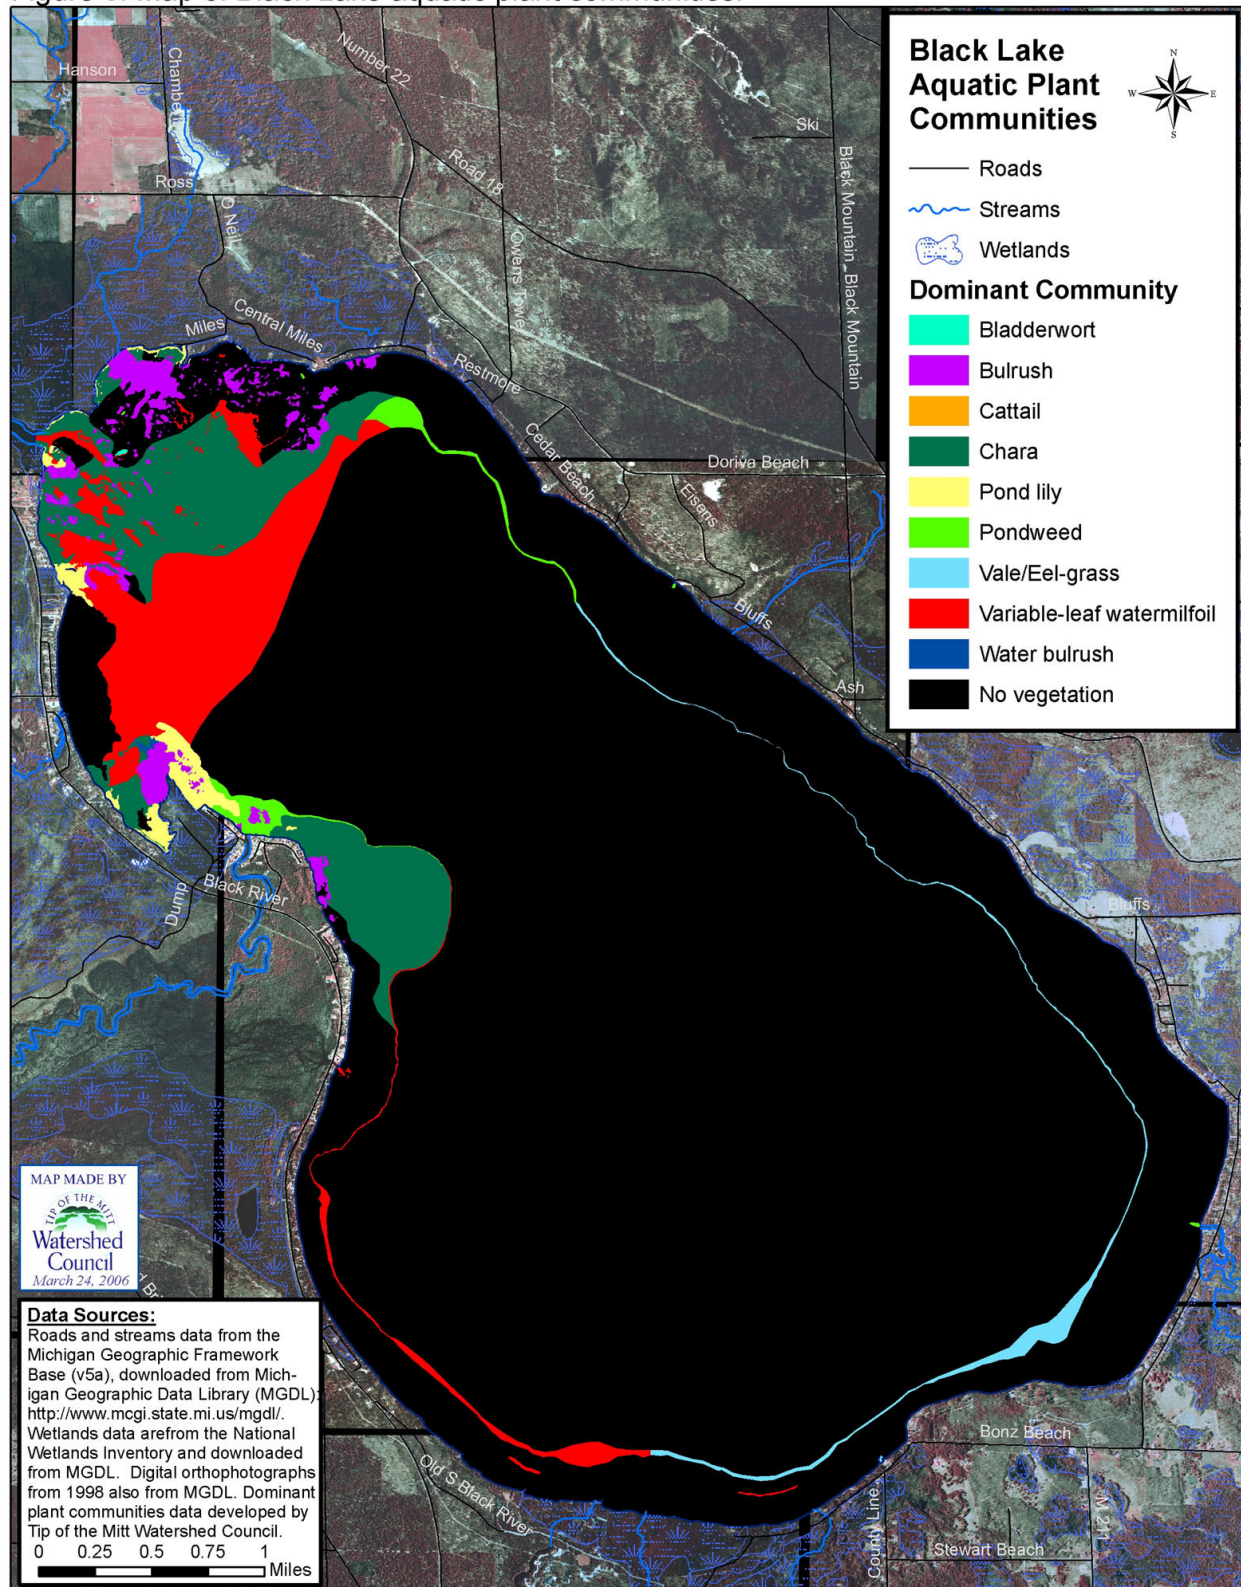 Black Lake
Aquatic Plant
Communities
N
W
E
S
Roads
Streams
Wetlands
Dominant Community
Bladderwort
Bulrush
Cattail
Chara
Pond lily
Pondweed
Vale/Eel-grass
Variable-leaf watermilfoil
Water bulrush
No vegetation
Hanson
Number 22
Ski
Road 18
Ross
O Neil
Black Mountain
Black Mountain
Miles
Central Miles
Restmore
Cedar Beach
Doriva Beach
Eisens
Bluffs
Ash
Black River
Dump
Bluffs
MAP MADE BY
TIP OF THE MITT
Watershed
Council
March 24, 2006
Bonz Beach
Old S Black River
County Line
M 211
Stewart Beach
Data Sources:
Roads and streams data from the
Michigan Geographic Framework
Base (v5a), downloaded from Mich-
igan Geographic Data Library (MGDL):
http://www.mcgi.state.mi.us/mgdl/.
Wetlands data arefrom the National
Wetlands Inventory and downloaded
from MGDL. Digital orthophotographs
from 1998 also from MGDL. Dominant
plant communities data developed by
Tip of the Mitt Watershed Council.
0 0.25 0.5 0.75 1
Miles